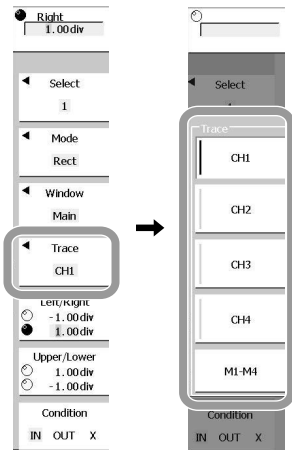 Right
1.00div
Select
1
Mode
Rect
Window
Main
Trace
CH1
Left/Right
-1.00div
1.00div
Upper/Lower
1.00div
-1.00div
Condition
IN OUT X
Select
Trace
CH1
CH2
CH3
CH4
M1-M4
Condition
IN OUT X